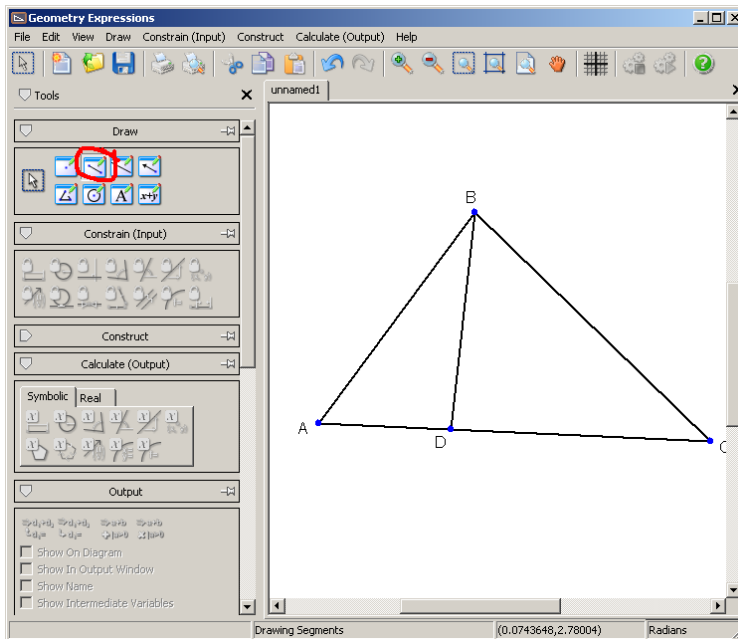 Geometry Expressions
File Edit View Draw Constrain (Input) Construct Calculate (Output) Help
Tools
unnamed1
Draw
A
x+y
Constrain (Input)
Construct
Calculate (Output)
Symbolic Real
Output
Show On Diagram
Show In Output Window
Show Name
Show Intermediate Variables
B
A
D
C
Drawing Segments (0.0743648,2.78004) Radians